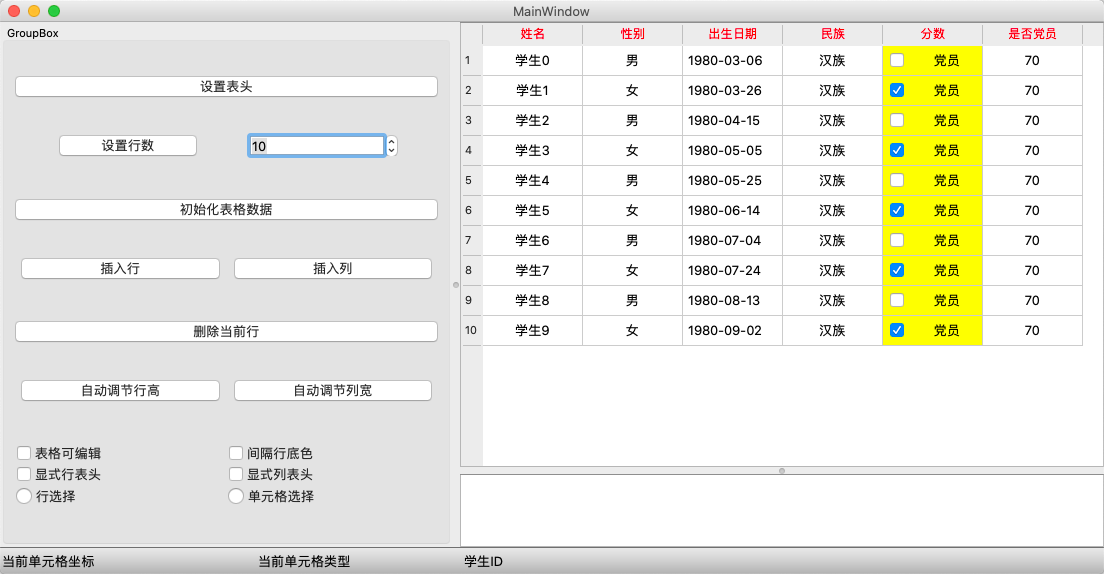 MainWindow
GroupBox
设置表头
设置行数 10
初始化表格数据
插入行 插入列
删除当前行
自动调节行高 自动调节列宽
表格可编辑 间隔行底色
显式行表头 显式列表头
行选择 单元格选择
姓名 性别 出生日期 民族 分数 是否党员
1 学生0 男 1980-03-06 汉族 党员 70
2 学生1 女 1980-03-26 汉族 党员 70
3 学生2 男 1980-04-15 汉族 党员 70
4 学生3 女 1980-05-05 汉族 党员 70
5 学生4 男 1980-05-25 汉族 党员 70
6 学生5 女 1980-06-14 汉族 党员 70
7 学生6 男 1980-07-04 汉族 党员 70
8 学生7 女 1980-07-24 汉族 党员 70
9 学生8 男 1980-08-13 汉族 党员 70
10 学生9 女 1980-09-02 汉族 党员 70
当前单元格坐标 当前单元格类型 学生ID